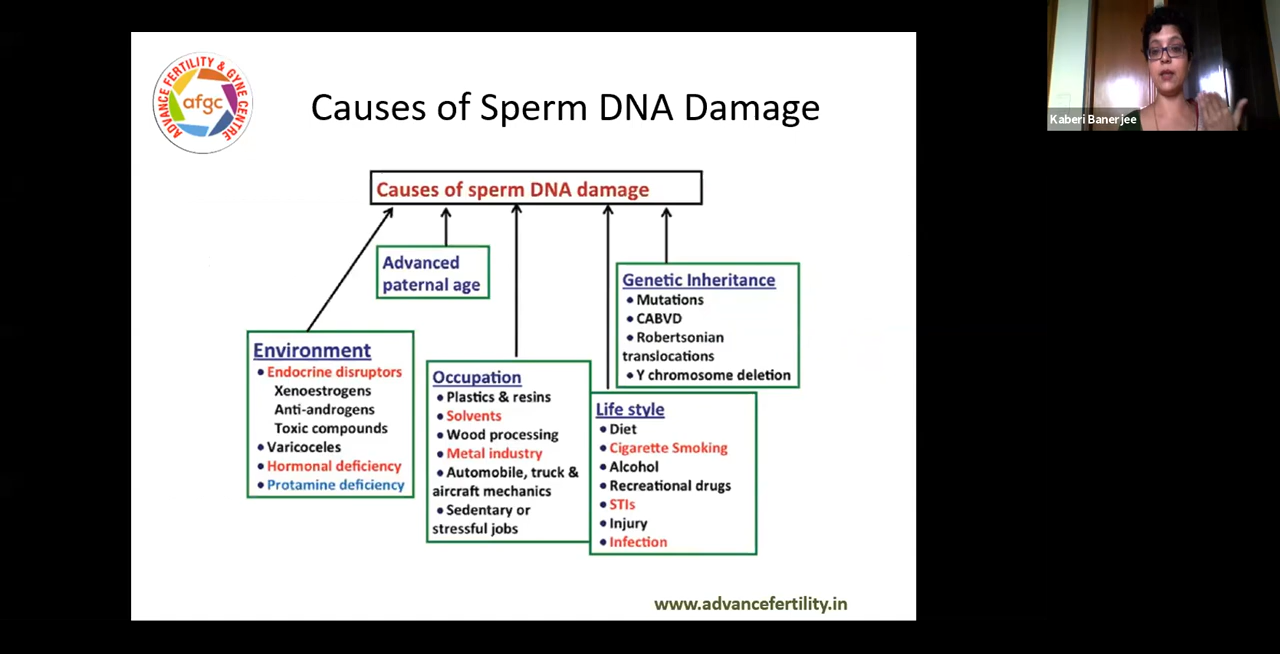 ADVANCE FERTILITY & GYNE CENTRE
afgc
Causes of Sperm DNA Damage
Kaberi Banerjee
Causes of sperm DNA damage
Advanced
paternal age
Genetic Inheritance
• Mutations
• CABVD
• Robertsonian
translocations
• Y chromosome deletion
Environment
• Endocrine disruptors
Xenoestrogens
Anti-androgens
Toxic compounds
• Varicoceles
• Hormonal deficiency
• Protamine deficiency
Occupation
• Plastics & resins
• Solvents
• Wood processing
• Metal industry
• Automobile, truck &
aircraft mechanics
• Sedentary or
stressful jobs
Life style
• Diet
• Cigarette Smoking
• Alcohol
• Recreational drugs
• STIs
• Injury
• Infection
www.advancefertility.in